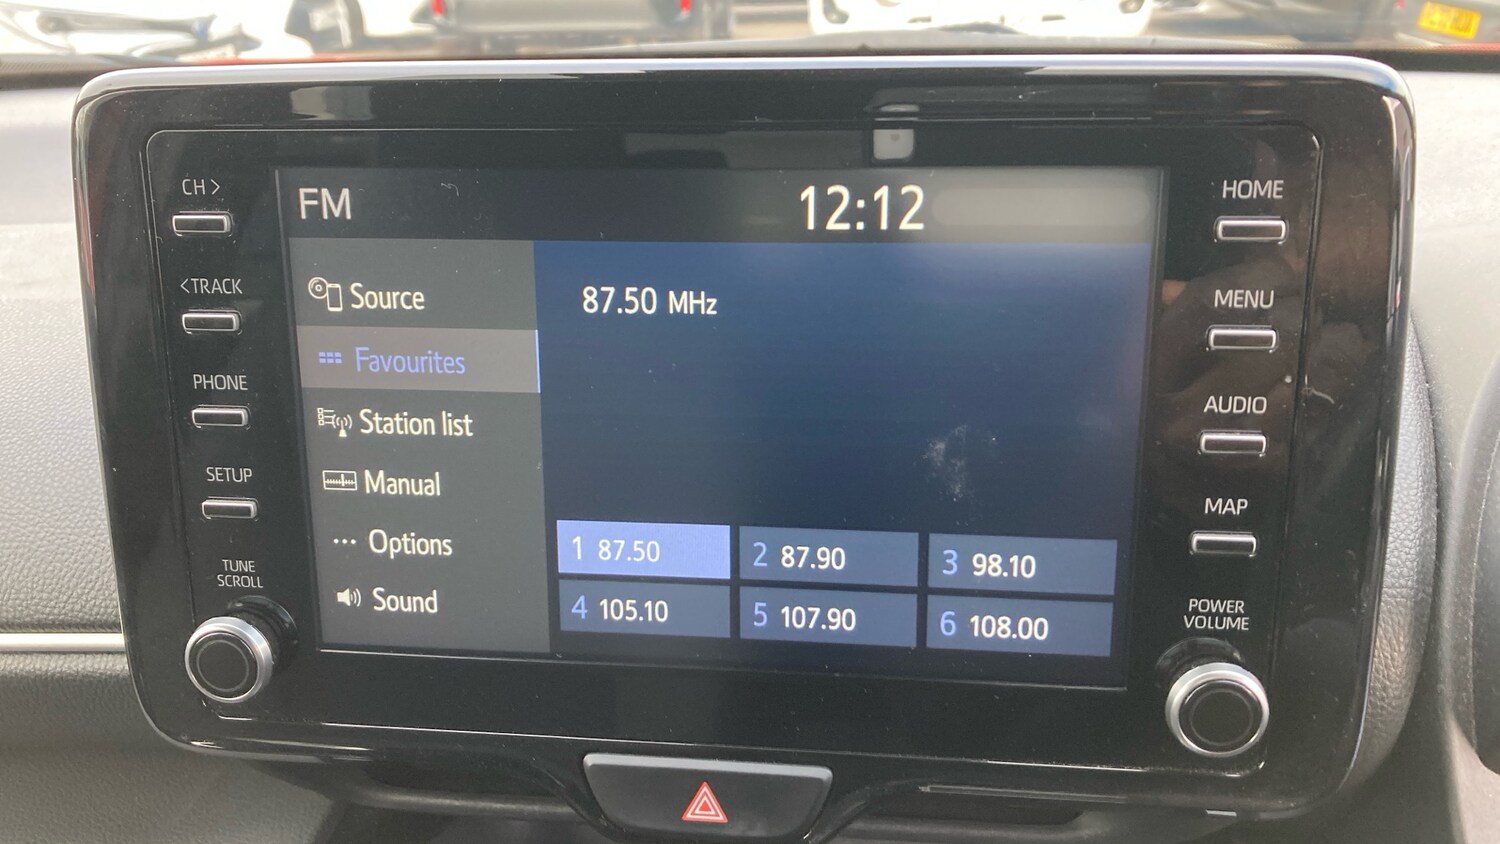 CH >
<TRACK
PHONE
SETUP
TUNE
SCROLL
FM
12:12
Source
Favourites
Station list
Manual
Options
Sound
87.50 MHz
1 87.50
2 87.90
3 98.10
4 105.10
5 107.90
6 108.00
HOME
MENU
AUDIO
MAP
POWER
VOLUME